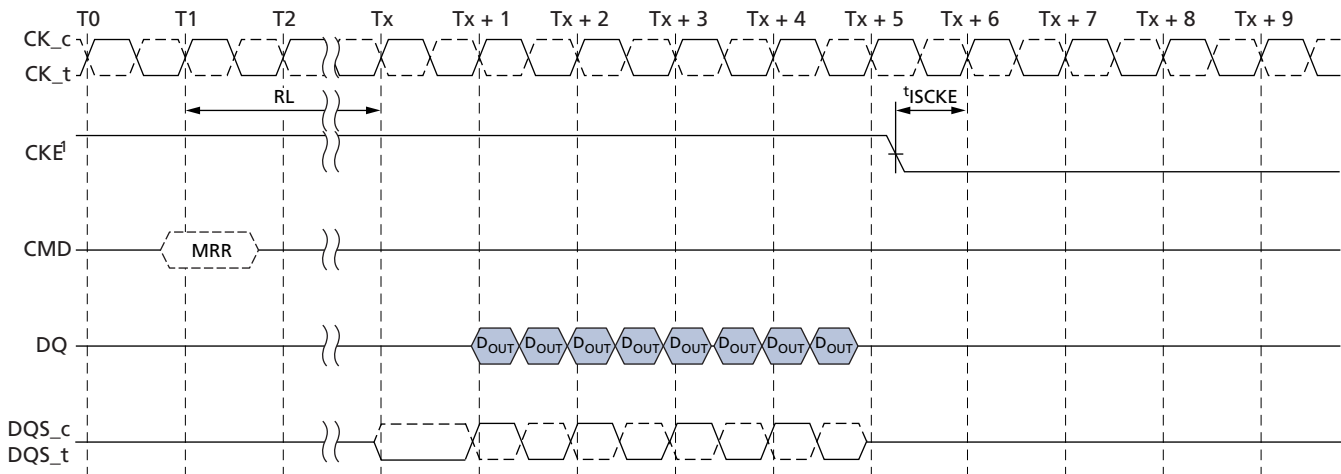 T0 T1 T2 Tx Tx + 1 Tx + 2 Tx + 3 Tx + 4 Tx + 5 Tx + 6 Tx + 7 Tx + 8 Tx + 9
CK_c
CK_t
RL tISCKE
CKE1
CMD MRR
DQ DOUT DOUT DOUT DOUT DOUT DOUT DOUT DOUT
DQS_c
DQS_t